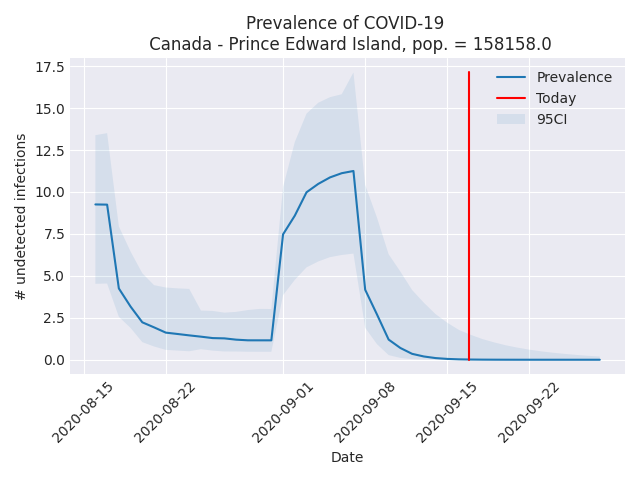 Prevalence of COVID-19
Canada - Prince Edward Island, pop. = 158158.0
17.5
15.0
12.5
10.0
7.5
5.0
2.5
0.0
# undetected infections
Prevalence
Today
95CI
2020-08-15
2020-08-22
2020-09-01
2020-09-08
2020-09-15
2020-09-22
Date